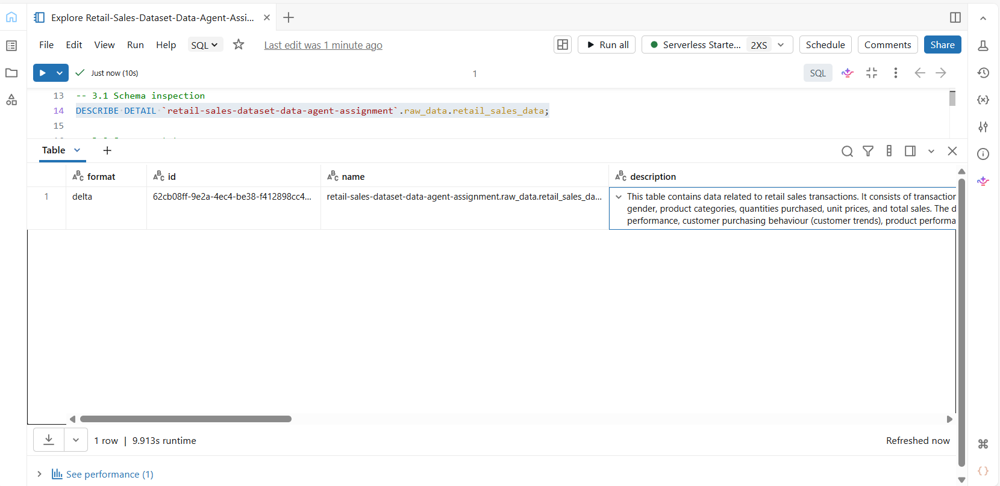 Explore Retail-Sales-Dataset-Data-Agent-Assi...
File Edit View Run Help SQL Last edit was 1 minute ago Run all Serverless Starte... 2XS Schedule Comments Share
Just now (10s) 1 SQL
13 -- 3.1 Schema inspection
14 DESCRIBE DETAIL `retail-sales-dataset-data-agent-assignment`.raw_data.retail_sales_data;
15
Table
format id name description
1 delta 62cb08ff-9e2a-4ec4-be38-f412898cc4... retail-sales-dataset-data-agent-assignment.raw_data.retail_sales_da... This table contains data related to retail sales transactions. It consists of transaction
gender, product categories, quantities purchased, unit prices, and total sales. The d
performance, customer purchasing behaviour (customer trends), product performa
1 row | 9.913s runtime Refreshed now
See performance (1)